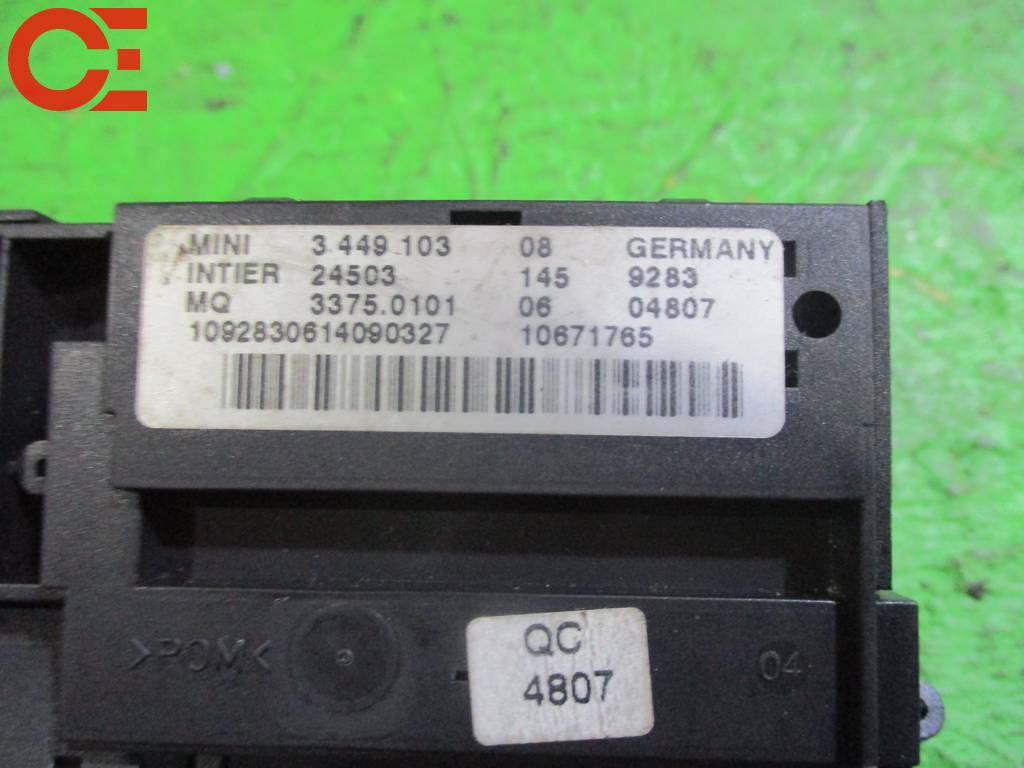 CE
MINI 3 449 103 08 GERMANY
INTIER 24503 145 9283
MQ 3375.0101 06 04807
1092830614090327 10671765
>POM<
QC
4807
04